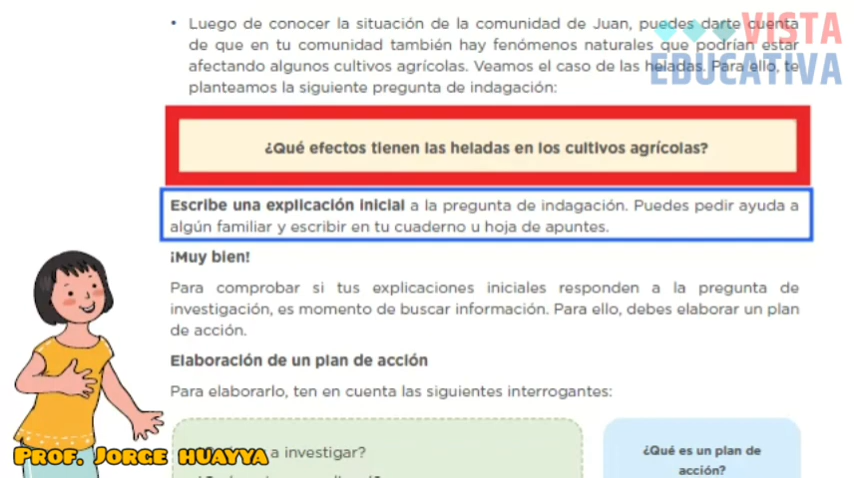 • Luego de conocer la situación de la comunidad de Juan, puedes darte cuenta
de que en tu comunidad también hay fenómenos naturales que podrían estar
afectando algunos cultivos agrícolas. Veamos el caso de las heladas. Para ello, te
planteamos la siguiente pregunta de indagación:
VISTA
EDUCATIVA
¿Qué efectos tienen las heladas en los cultivos agrícolas?
Escribe una explicación inicial a la pregunta de indagación. Puedes pedir ayuda a
algún familiar y escribir en tu cuaderno u hoja de apuntes.
¡Muy bien!
Para comprobar si tus explicaciones iniciales responden a la pregunta de
investigación, es momento de buscar información. Para ello, debes elaborar un plan
de acción.
Elaboración de un plan de acción
Para elaborarlo, ten en cuenta las siguientes interrogantes:
a investigar?
¿Qué es un plan de
acción?
Prof. Jorge Huayya